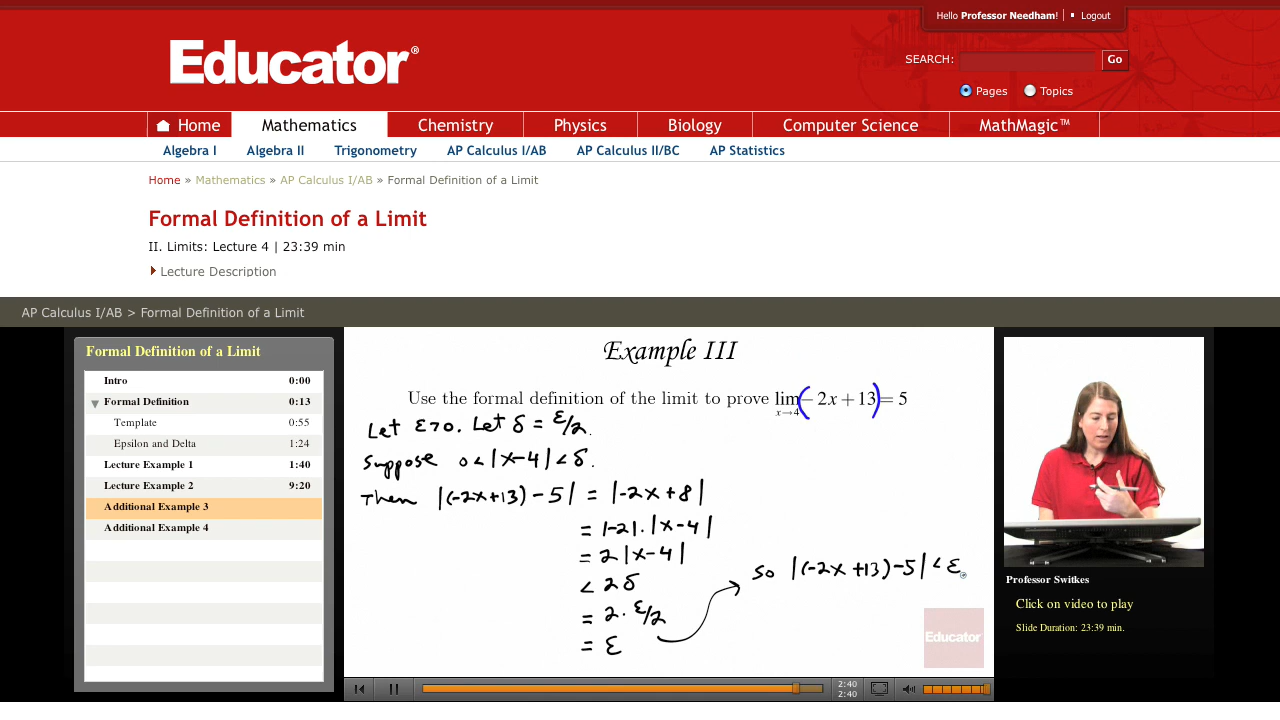 Hello Professor Needham! | ▪ Logout
Educator®
SEARCH: Go
Pages Topics
Home Mathematics Chemistry Physics Biology Computer Science MathMagic™
Algebra I Algebra II Trigonometry AP Calculus I/AB AP Calculus II/BC AP Statistics
Home » Mathematics » AP Calculus I/AB » Formal Definition of a Limit
Formal Definition of a Limit
II. Limits: Lecture 4 | 23:39 min
Lecture Description
AP Calculus I/AB > Formal Definition of a Limit
Formal Definition of a Limit
Intro 0:00
Formal Definition 0:13
Template 0:55
Epsilon and Delta 1:24
Lecture Example 1 1:40
Lecture Example 2 9:20
Additional Example 3
Additional Example 4
Example III
Use the formal definition of the limit to prove lim x→4 (−2x+13) = 5
Let ε>0. Let δ = ε/2.
Suppose 0<|x−4|<δ.
Then |(−2x+13)−5| = |−2x+8|
= |−2|·|x−4|
= 2|x−4|
< 2δ
= 2·ε/2
= ε
so |(−2x+13)−5| < ε.
Educator
2:40
2:40
Professor Switkes
Click on video to play
Slide Duration: 23:39 min.